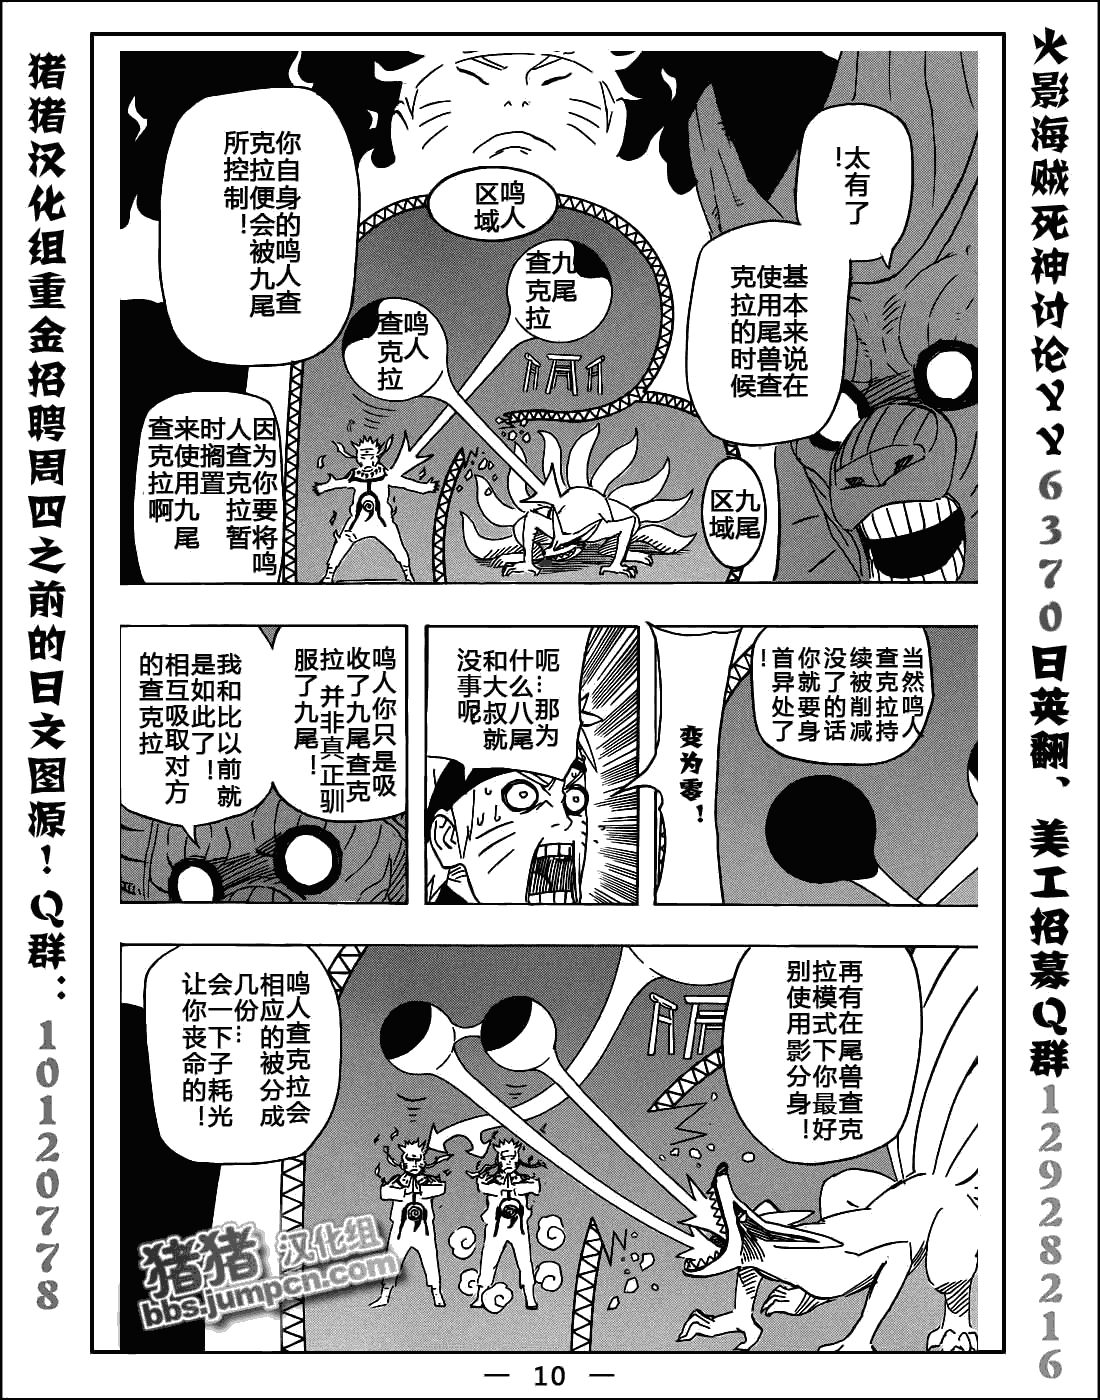 火影海贼死神讨论YY6370日英翻、美工招募Q群12928216
太有了
！
基本来说在
使用尾兽查
克拉的时候
你自身的鸣人查
克拉便会被九尾
所控制！
鸣人
区域
九尾
查克拉
鸣人
查克拉
九尾
区域
因为你要将鸣
人查克拉暂
时搁置
来使用九尾
查克拉啊
当然鸣人
查克拉持
续被削减
没了的话
你就要身
首异处了
！
变为零！
呃…那为
什么八尾
和大叔就
没事呢
鸣人你只是吸
收了九尾查克
拉 并非真正驯
服了九尾！
我和比以前就
是如此了！
相互吸取对方
的查克拉
再有在尾兽查克
拉模式下你最好
别使用影分身！
鸣人查克拉会
相应的被分成
几份…
会一下子耗光
让你丧命的！
猪猪汉化组重金招聘周四之前的日文图源！Q群：101120778
猪猪汉化组
bbs.jumpcn.com
— 10 —